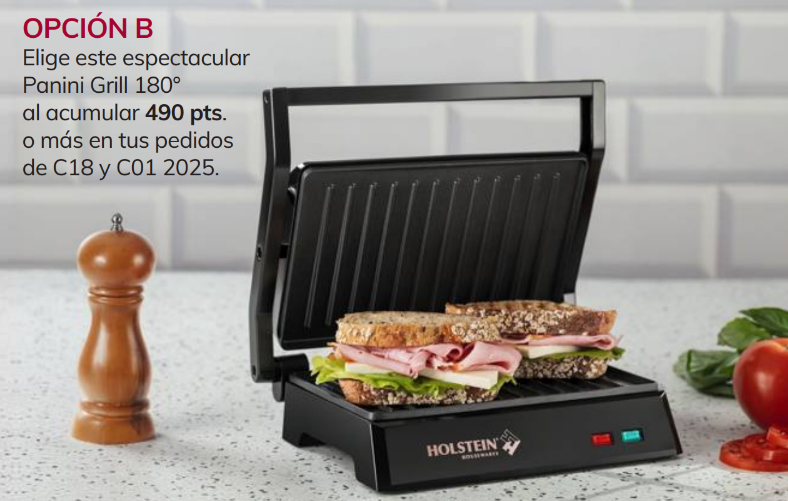 OPCIÓN B
Elige este espectacular
Panini Grill 180°
al acumular 490 pts.
o más en tus pedidos
de C18 y C01 2025.
HOLSTEIN
HOUSEWARES